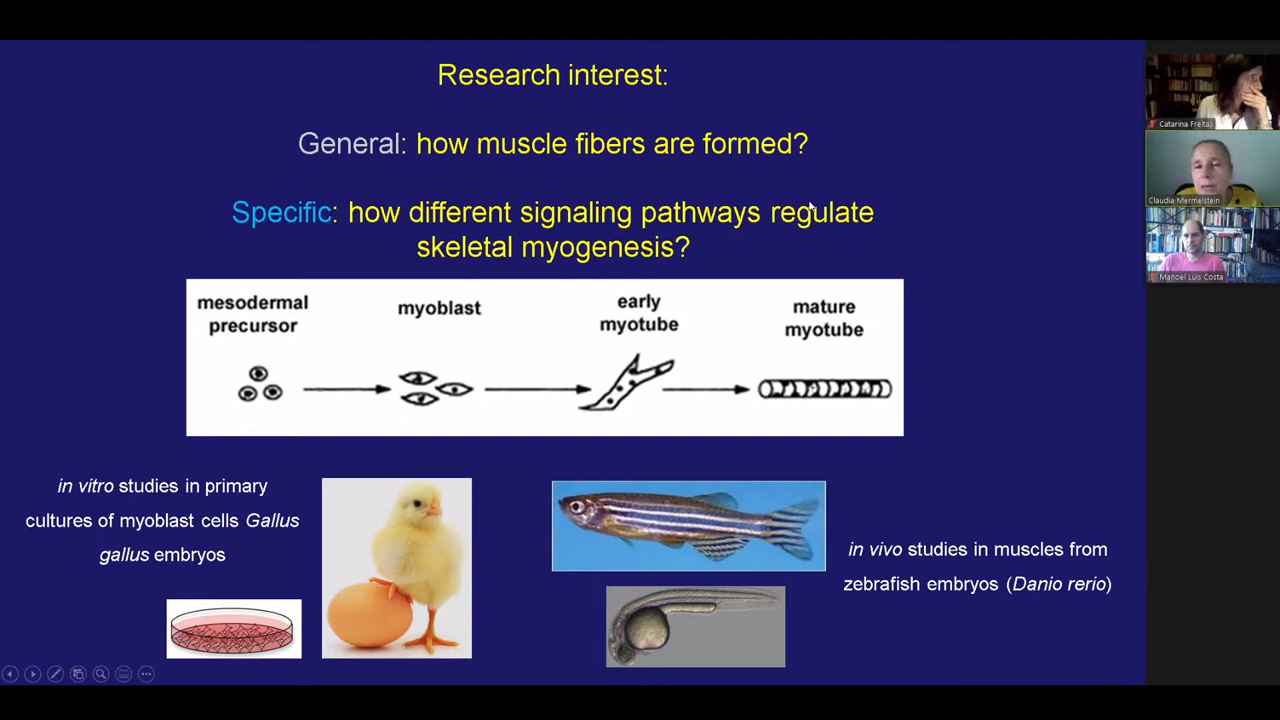 Research interest:
General: how muscle fibers are formed?
Specific: how different signaling pathways regulate
skeletal myogenesis?
mesodermal
precursor
myoblast
early
myotube
mature
myotube
in vitro studies in primary
cultures of myoblast cells Gallus
gallus embryos
in vivo studies in muscles from
zebrafish embryos (Danio rerio)
Catarina Freitas
Claudia Mermelstein
Manoel Luis Costa